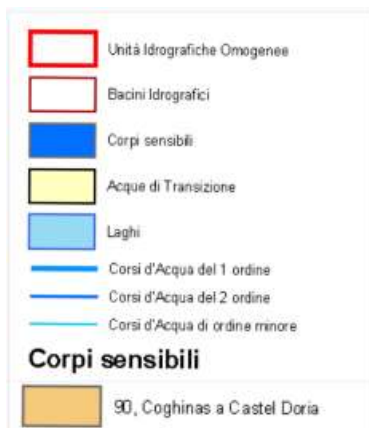 Unità Idrografiche Omogenee
Bacini Idrografici
Corpi sensibili
Acque di Transizione
Laghi
Corsi d'Acqua del 1 ordine
Corsi d'Acqua del 2 ordine
Corsi d'Acqua di ordine minore
Corpi sensibili
90, Coghinas a Castel Doria